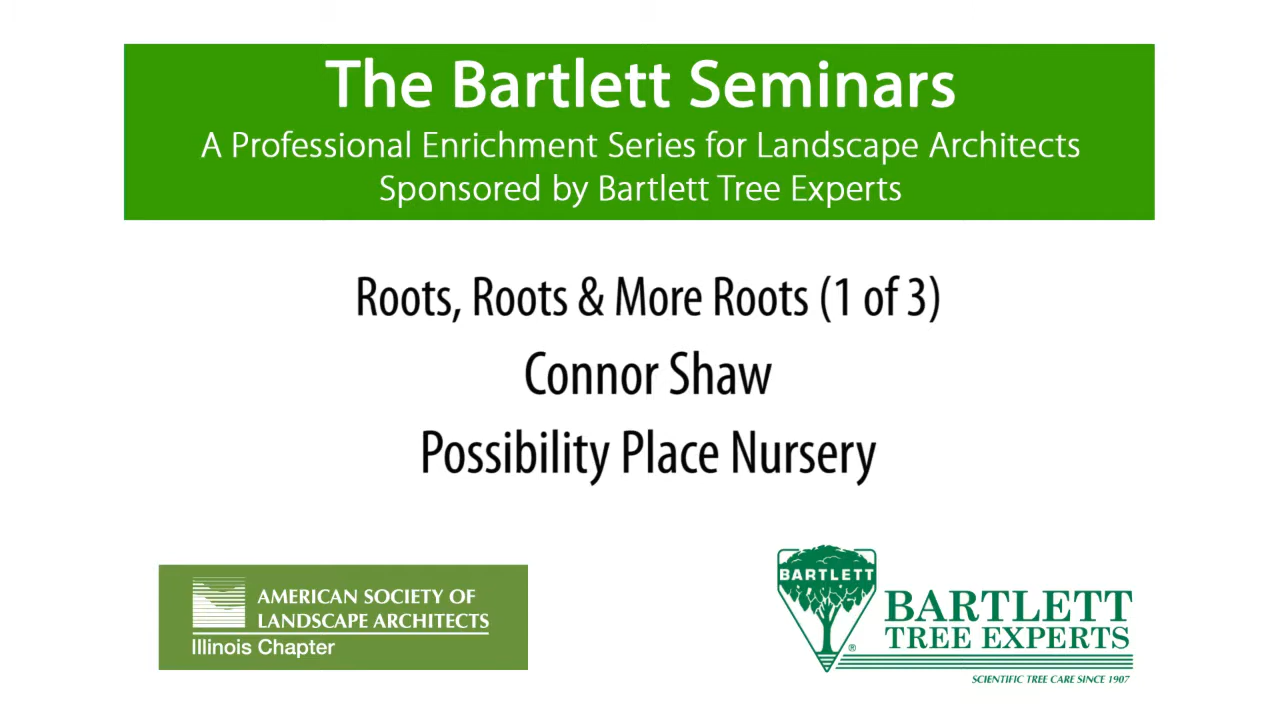 The Bartlett Seminars
A Professional Enrichment Series for Landscape Architects
Sponsored by Bartlett Tree Experts
Roots, Roots & More Roots (1 of 3)
Connor Shaw
Possibility Place Nursery
AMERICAN SOCIETY OF
LANDSCAPE ARCHITECTS
Illinois Chapter
BARTLETT
BARTLETT
TREE EXPERTS
®
SCIENTIFIC TREE CARE SINCE 1907